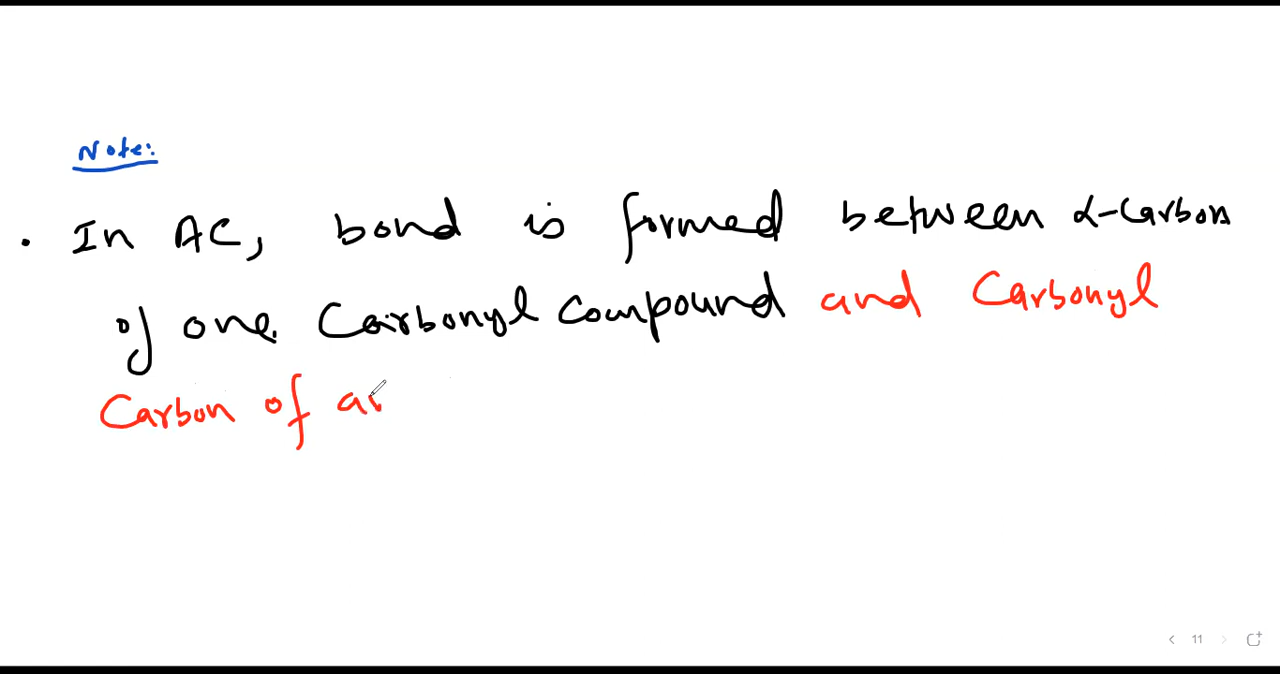 Note:
• In AC, bond is formed between α-Carbon
of one Carbonyl compound and Carbonyl
Carbon of
11